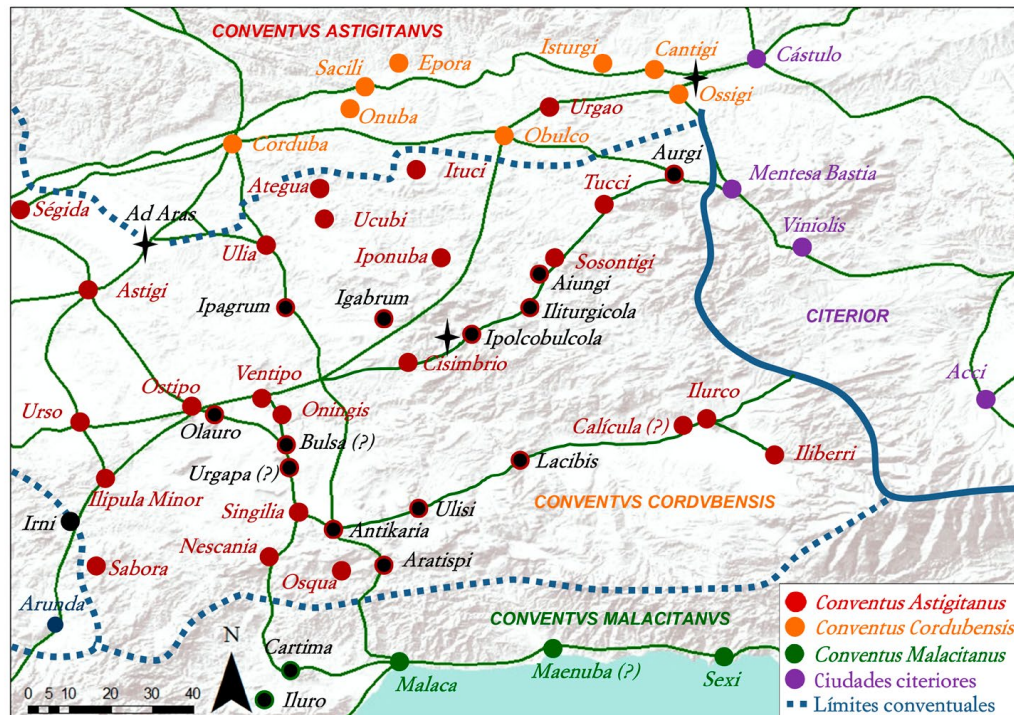 CONVENTVS ASTIGITANVS
Isturgi
Cantigi
Cástulo
Sacili
Epora
Onuba
Urgao
Ossigi
Corduba
Obulco
Ituci
Aurgi
Ategua
Tucci
Mentesa Bastia
Ségida
Ad Aras
Ucubi
Viniolis
Ulia
Iponuba
Sosontigi
Aiungi
Astigi
Ipagrum
Igabrum
Iliturgicola
CITERIOR
Ipolcobulcola
Cisimbrio
Ventipo
Acci
Ostipo
Ilurco
Urso
Oningis
Olauro
Calícula (?)
Bulsa (?)
Iliberri
Urgapa (?)
Lacibis
Ilipula Minor
CONVENTVS CORDVBENSIS
Singilia
Ulisi
Irni
Antikaria
Nescania
Aratispi
Sabora
Osqua
Arunda
CONVENTVS MALACITANVS
N
Cartima
Malaca
Maenuba (?)
Sexi
Iluro
0 5 10 20 30 40
Conventus Astigitanus
Conventus Cordubensis
Conventus Malacitanus
Ciudades citeriores
Límites conventuales